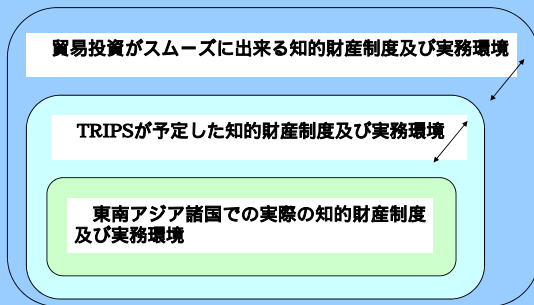 貿易投資がスムーズに出来る知的財産制度及び実務環境
TRIPSが予定した知的財産制度及び実務環境
東南アジア諸国での実際の知的財産制度
及び実務環境